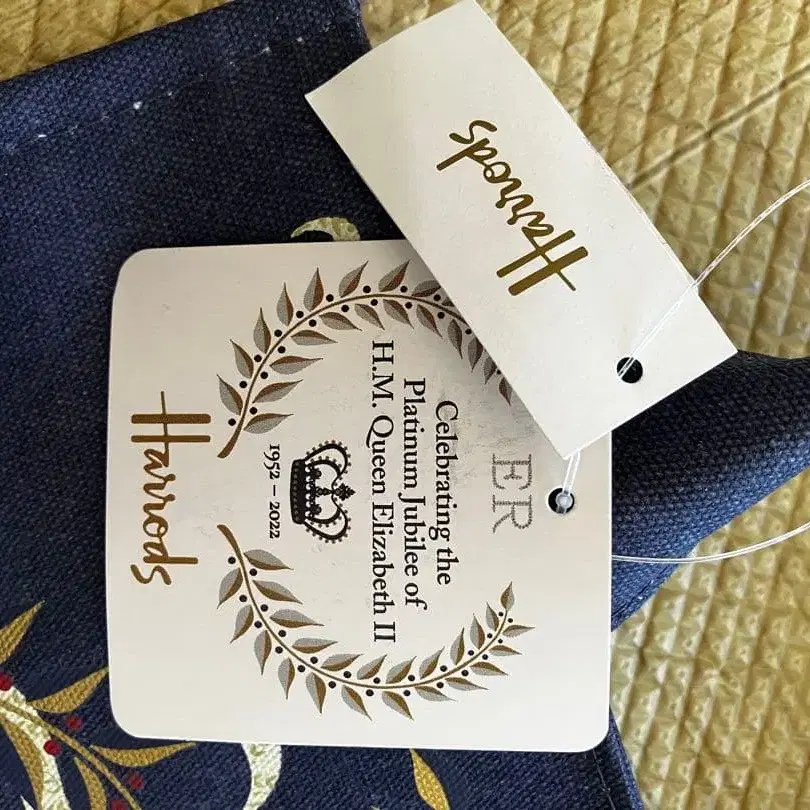 Harrods
ER
Celebrating the
Platinum Jubilee of
H.M. Queen Elizabeth II
1952 – 2022
Harrods